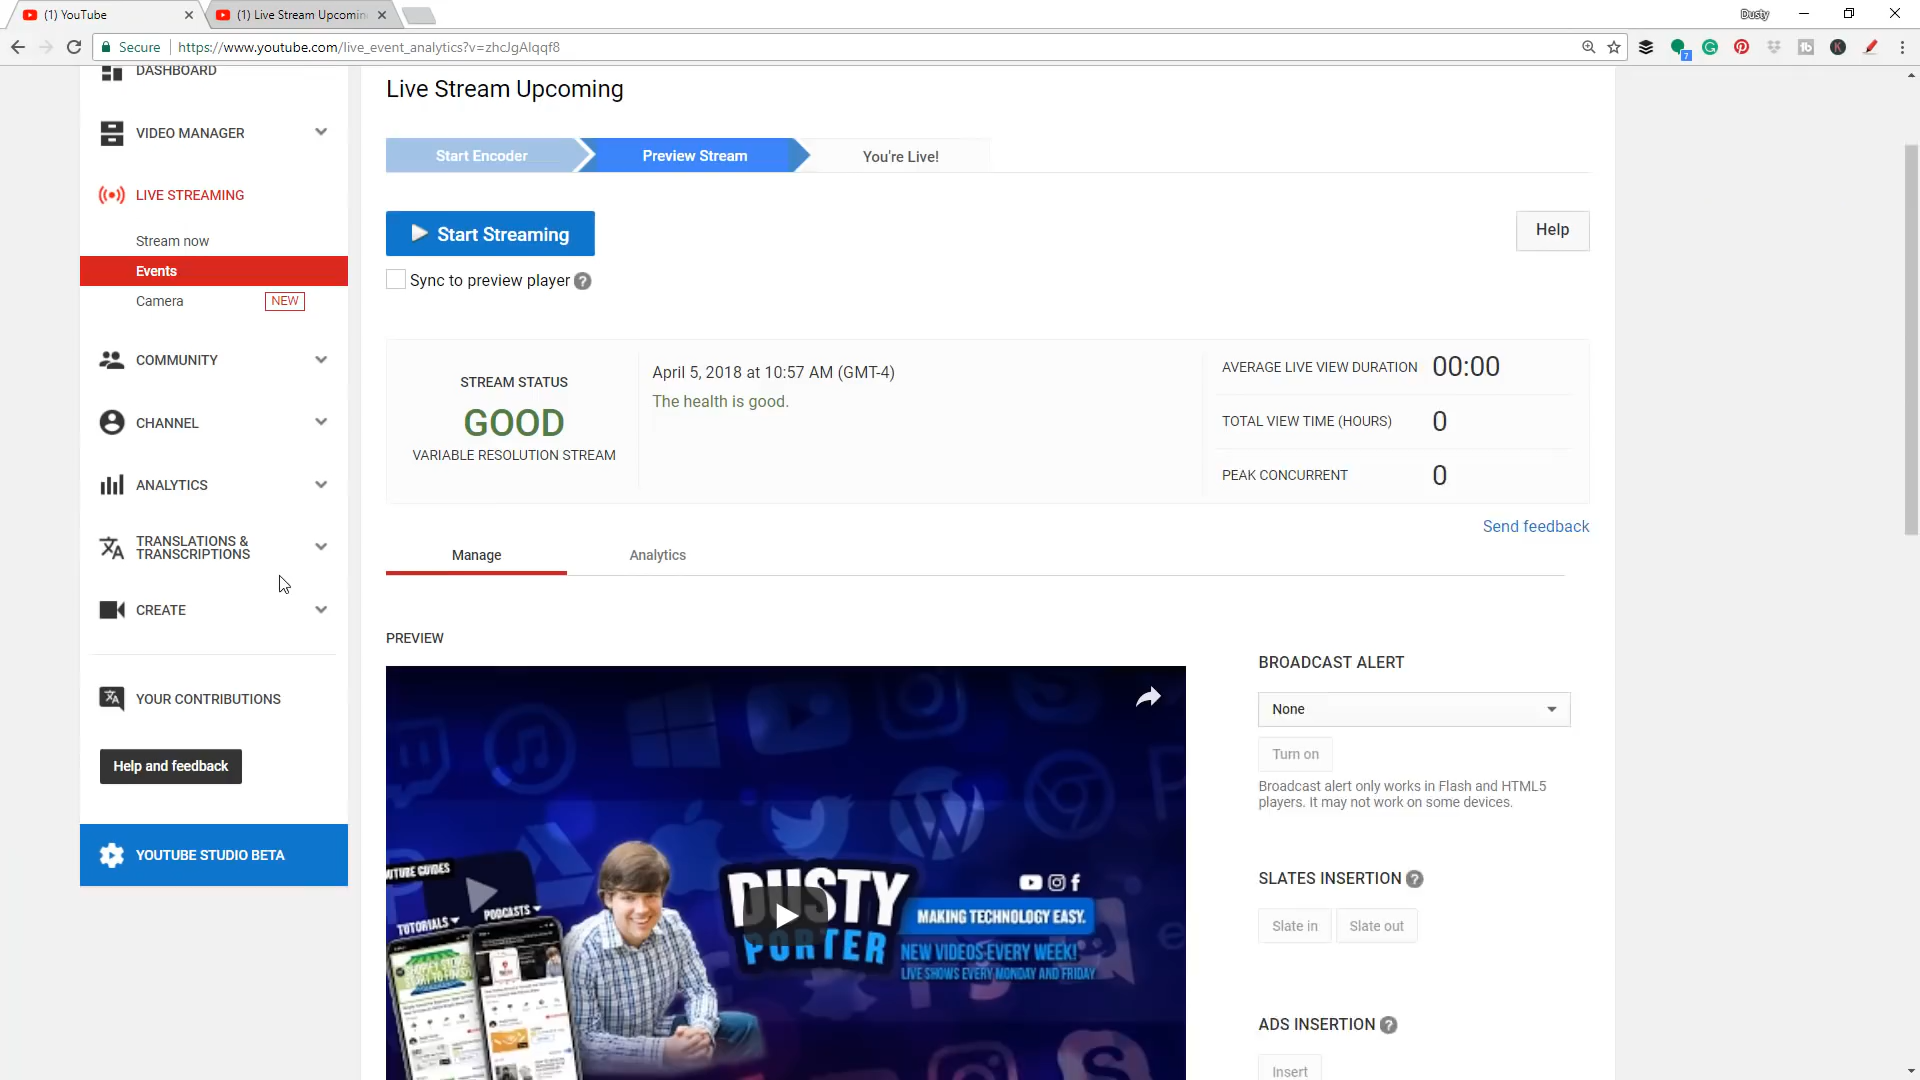 (1) YouTube
(1) Live Stream Upcomin
Dusty
Secure
https://www.youtube.com/live_event_analytics?v=zhcJgAlqqf8
7
DASHBOARD
VIDEO MANAGER
LIVE STREAMING
Stream now
Events
Camera
NEW
COMMUNITY
CHANNEL
ANALYTICS
TRANSLATIONS &
TRANSCRIPTIONS
CREATE
YOUR CONTRIBUTIONS
Help and feedback
YOUTUBE STUDIO BETA
Live Stream Upcoming
Start Encoder
Preview Stream
You're Live!
Start Streaming
Help
Sync to preview player ?
STREAM STATUS
GOOD
VARIABLE RESOLUTION STREAM
April 5, 2018 at 10:57 AM (GMT-4)
The health is good.
AVERAGE LIVE VIEW DURATION 00:00
TOTAL VIEW TIME (HOURS) 0
PEAK CONCURRENT 0
Send feedback
Manage
Analytics
PREVIEW
TUTORIALS
PODCASTS
DUSTY
PORTER
MAKING TECHNOLOGY EASY.
NEW VIDEOS EVERY WEEK!
LIVE SHOWS EVERY MONDAY AND FRIDAY
BROADCAST ALERT
None
Turn on
Broadcast alert only works in Flash and HTML5
players. It may not work on some devices.
SLATES INSERTION ?
Slate in
Slate out
ADS INSERTION ?
Insert